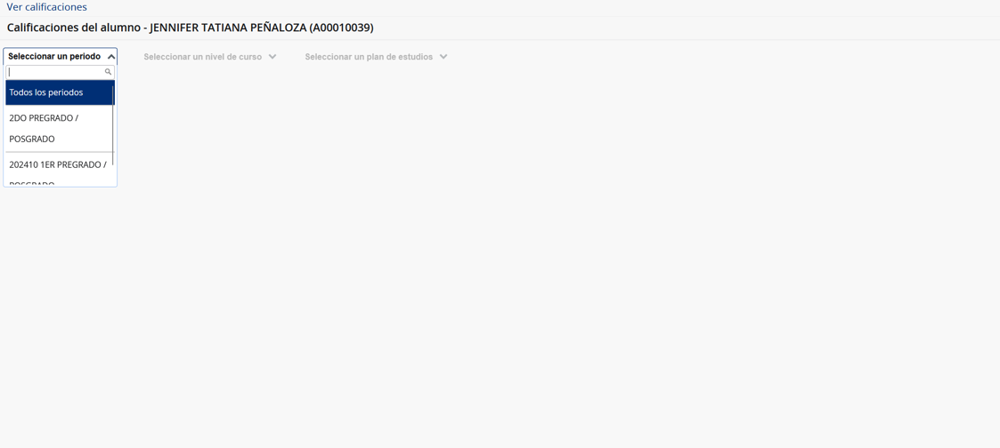 Ver calificaciones
Calificaciones del alumno - JENNIFER TATIANA PEÑALOZA (A00010039)
Seleccionar un periodo
Seleccionar un nivel de curso
Seleccionar un plan de estudios
Todos los periodos
2DO PREGRADO /
POSGRADO
202410 1ER PREGRADO /
POSGRADO